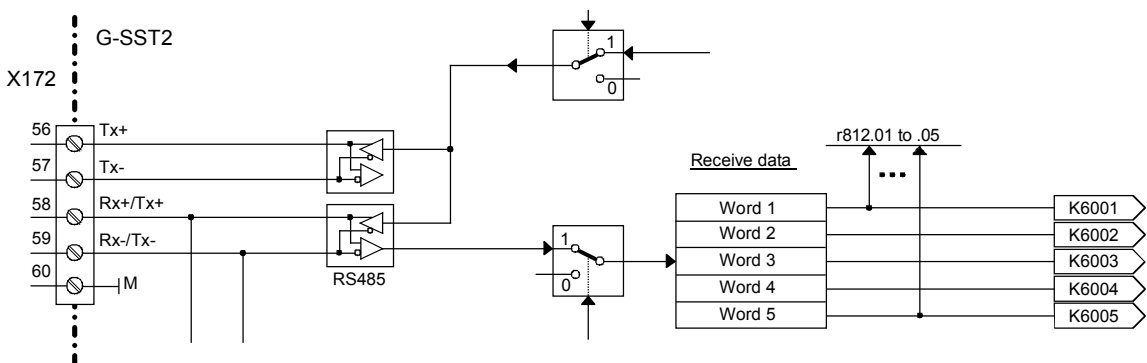 G-SST2
X172
1
0
56 Tx+
57 Tx-
58 Rx+/Tx+
59 Rx-/Tx-
60 M
RS485
1
0
r812.01 to .05
Receive data
Word 1 K6001
Word 2 K6002
Word 3 K6003
Word 4 K6004
Word 5 K6005